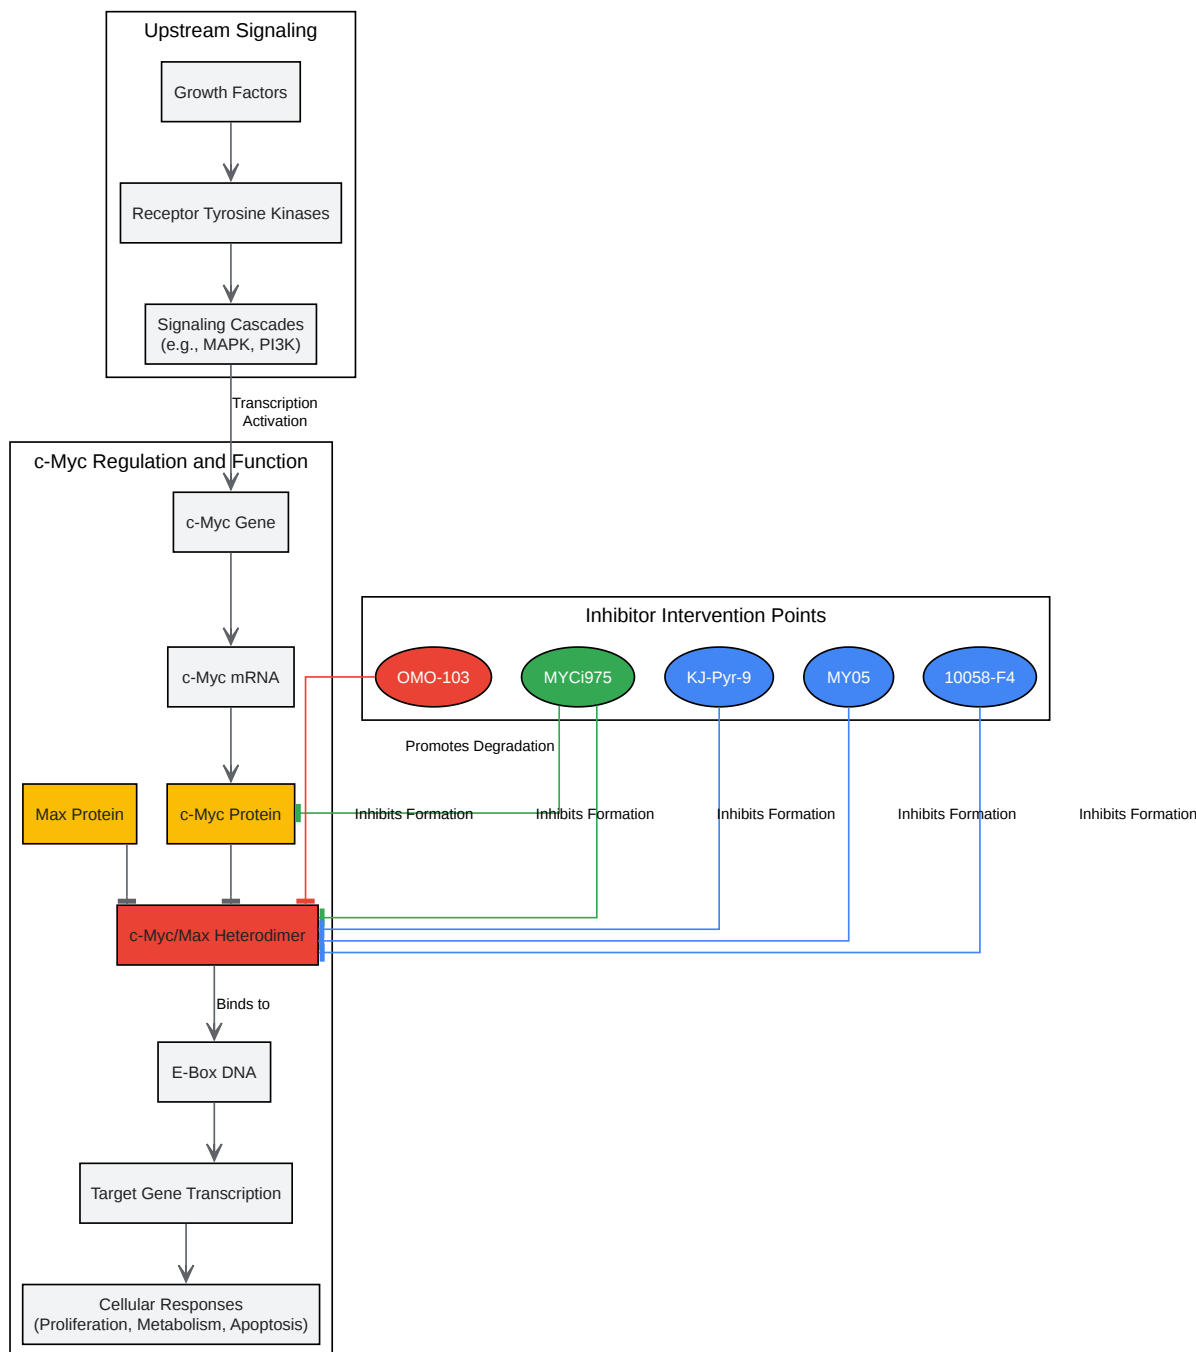 Upstream Signaling
Growth Factors
Receptor Tyrosine Kinases
Signaling Cascades
(e.g., MAPK, PI3K)
Transcription
Activation
c-Myc Regulation and Function
c-Myc Gene
Inhibitor Intervention Points
c-Myc mRNA
OMO-103
MYCi975
KJ-Pyr-9
MY05
10058-F4
Promotes Degradation
Max Protein
c-Myc Protein
Inhibits Formation
Inhibits Formation
Inhibits Formation
Inhibits Formation
Inhibits Formation
c-Myc/Max Heterodimer
Binds to
E-Box DNA
Target Gene Transcription
Cellular Responses
(Proliferation, Metabolism, Apoptosis)